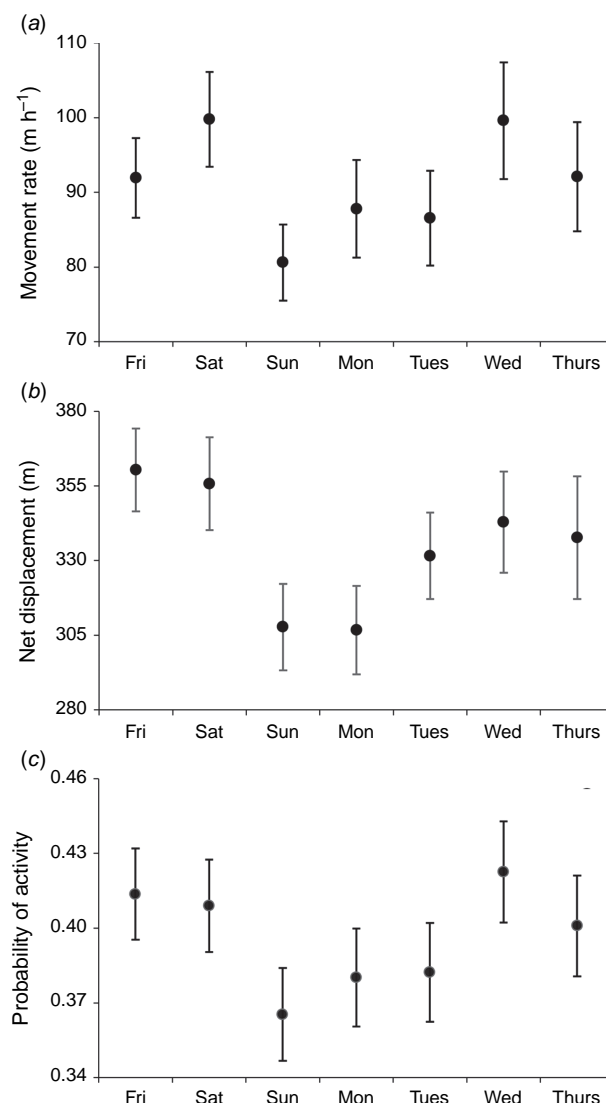 (a)
110
100
90
80
70
Movement rate (m h⁻¹)
Fri Sat Sun Mon Tues Wed Thurs
(b)
380
355
330
305
280
Net displacement (m)
Fri Sat Sun Mon Tues Wed Thurs
(c)
0.46
0.43
0.40
0.37
0.34
Probability of activity
Fri Sat Sun Mon Tues Wed Thurs